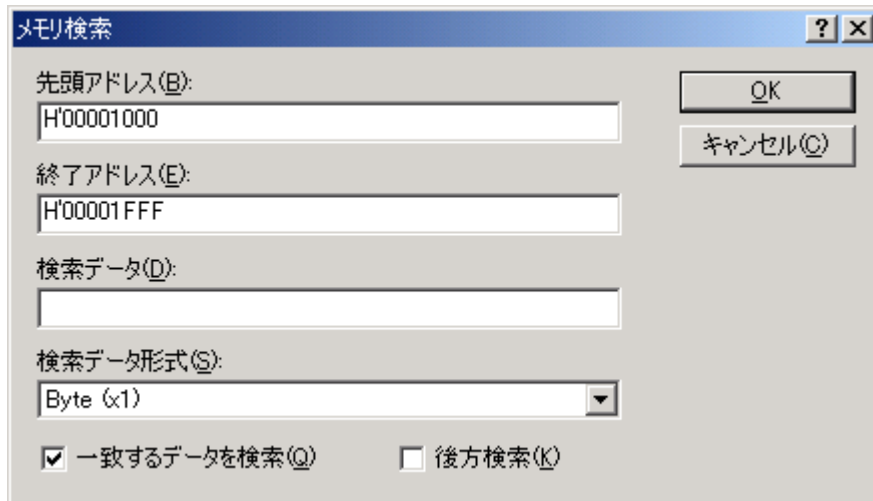 メモリ検索
先頭アドレス(B):
H'00001000
OK
キャンセル(C)
終了アドレス(E):
H'00001FFF
検索データ(D):
検索データ形式(S):
Byte (x1)
一致するデータを検索(Q)
後方検索(K)